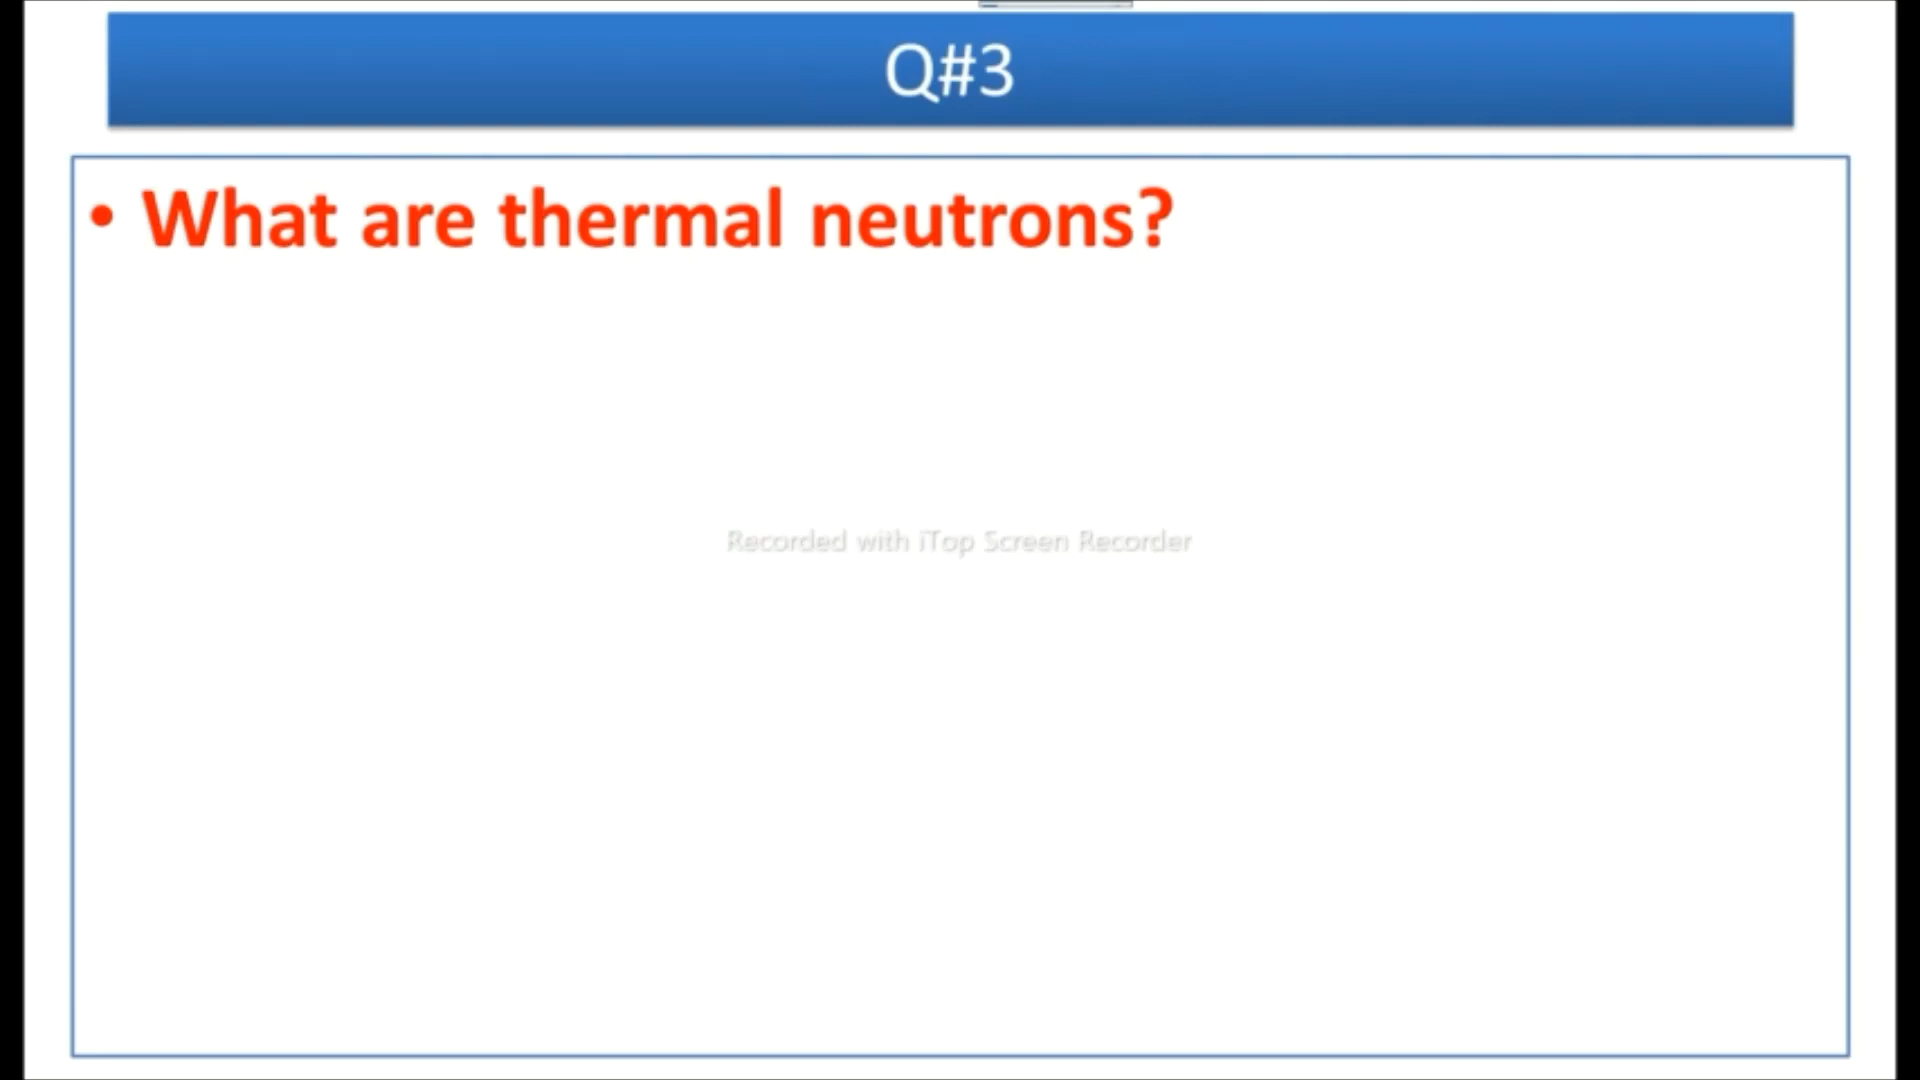 Q#3
• What are thermal neutrons?
Recorded with iTop Screen Recorder